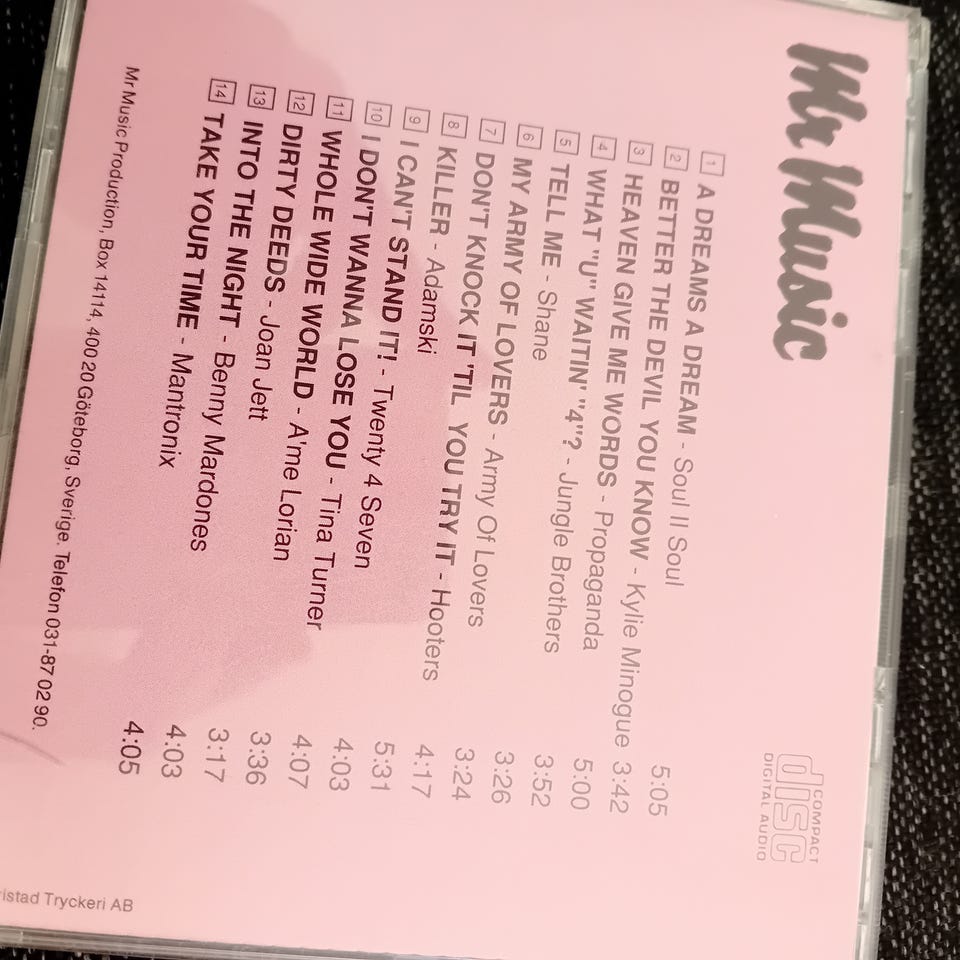 Mr Music
COMPACT
disc
DIGITAL AUDIO
1 A DREAMS A DREAM - Soul II Soul 5:05
2 BETTER THE DEVIL YOU KNOW - Kylie Minogue 3:42
3 HEAVEN GIVE ME WORDS - Propaganda 5:00
4 WHAT "U" WAITIN' "4"? - Jungle Brothers 3:52
5 TELL ME - Shane 3:26
6 MY ARMY OF LOVERS - Army Of Lovers 3:24
7 DON'T KNOCK IT 'TIL YOU TRY IT - Hooters 4:17
8 KILLER - Adamski 5:31
9 I CAN'T STAND IT! - Twenty 4 Seven 4:03
10 I DON'T WANNA LOSE YOU - Tina Turner 4:07
11 WHOLE WIDE WORLD - A'me Lorian 3:36
12 DIRTY DEEDS - Joan Jett 3:17
13 INTO THE NIGHT - Benny Mardones 4:03
14 TAKE YOUR TIME - Mantronix 4:05
Mr Music Production, Box 14114, 400 20 Göteborg, Sverige. Telefon 031-87 02 90.
istad Tryckeri AB